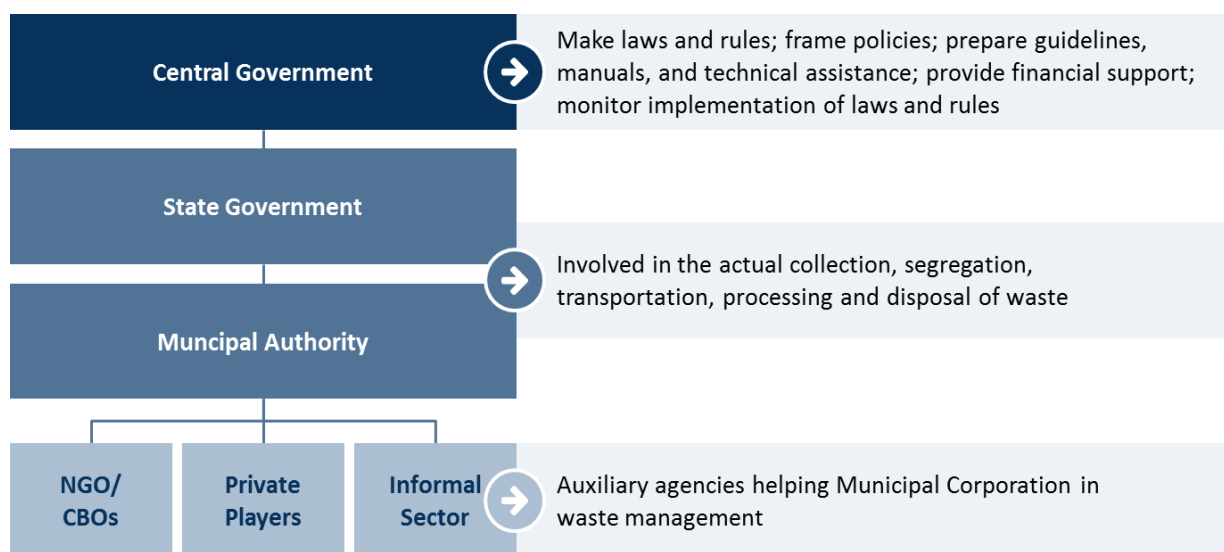 Central Government
Make laws and rules; frame policies; prepare guidelines,
manuals, and technical assistance; provide financial support;
monitor implementation of laws and rules
State Government
Involved in the actual collection, segregation,
transportation, processing and disposal of waste
Muncipal Authority
NGO/
CBOs
Private
Players
Informal
Sector
Auxiliary agencies helping Municipal Corporation in
waste management